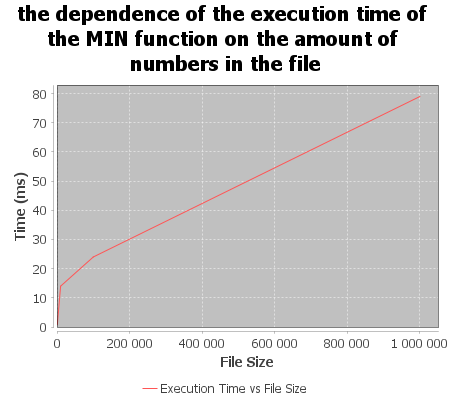 the dependence of the execution time of
the MIN function on the amount of
numbers in the file
80
70
60
50
40
30
20
10
0
Time (ms)
0 200 000 400 000 600 000 800 000 1 000 000
File Size
Execution Time vs File Size